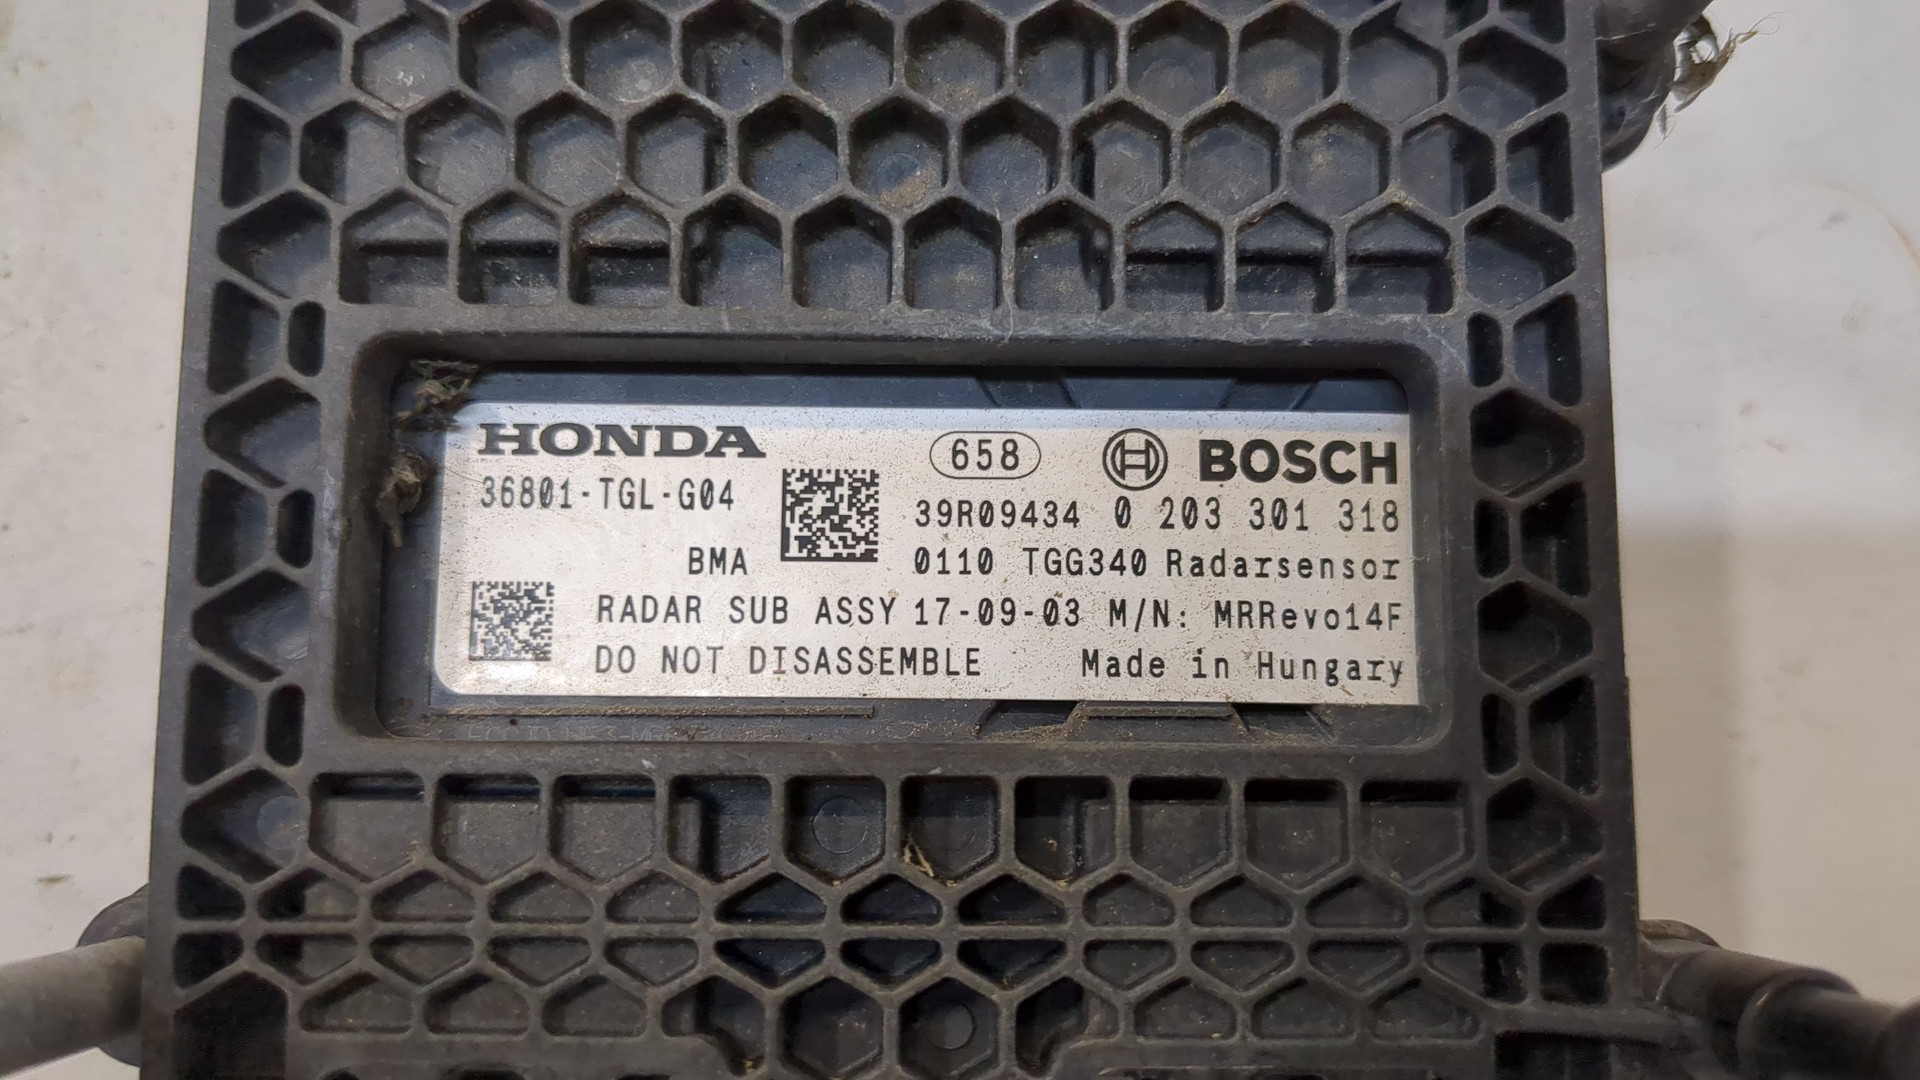 HONDA 658 BOSCH
36801-TGL-G04 39R09434 0 203 301 318
BMA 0110 TGG340 Radarsensor
RADAR SUB ASSY 17-09-03 M/N: MRRevo14F
DO NOT DISASSEMBLE Made in Hungary